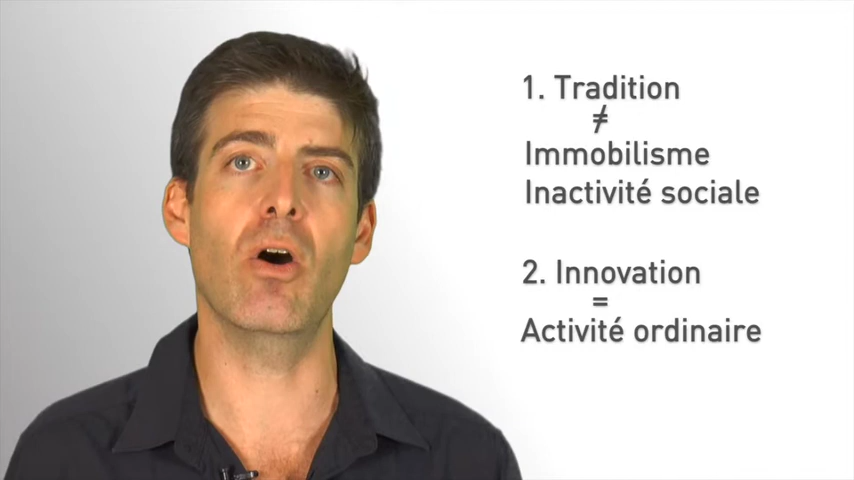 1. Tradition
≠
Immobilisme
Inactivité sociale
2. Innovation
=
Activité ordinaire